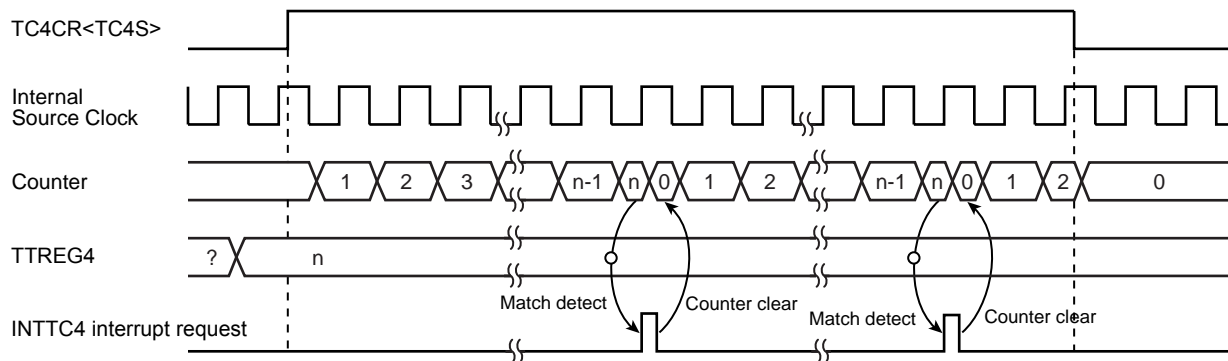 TC4CR<TC4S>
Internal
Source Clock
Counter
1 2 3 n-1 n 0 1 2 n-1 n 0 1 2 0
TTREG4
? n
Match detect Counter clear Match detect Counter clear
INTTC4 interrupt request